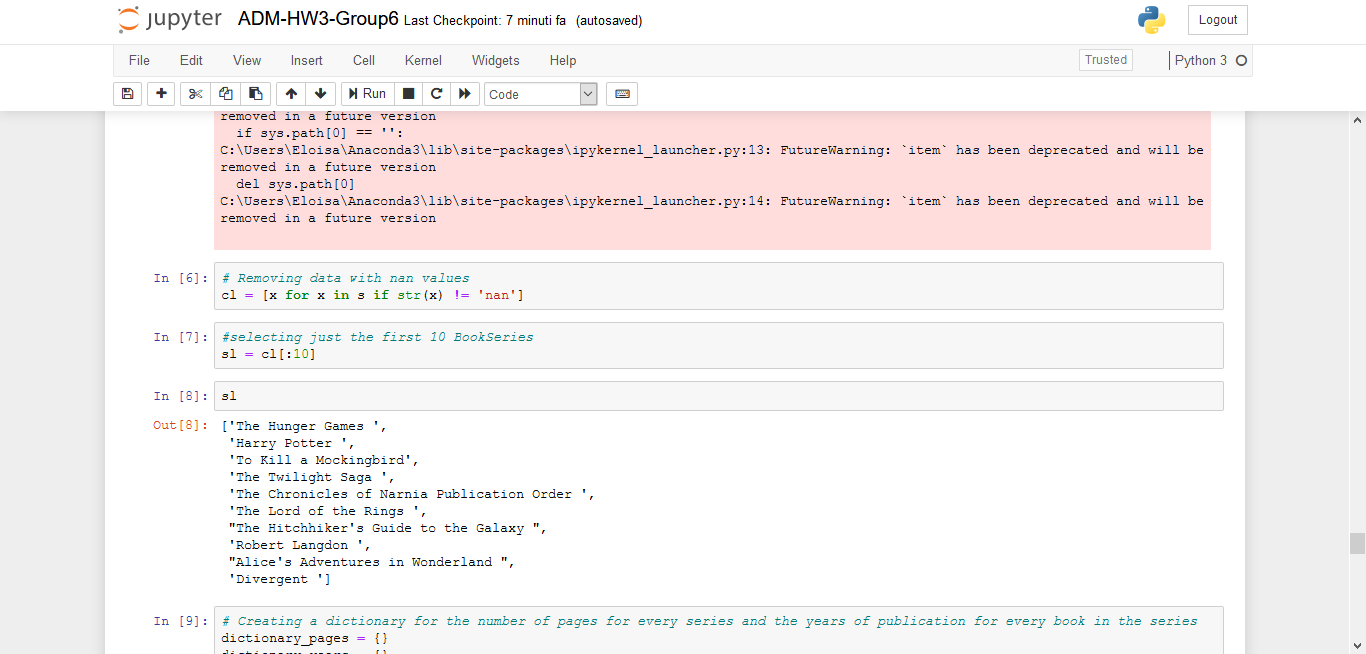 jupyter ADM-HW3-Group6 Last Checkpoint: 7 minuti fa (autosaved) Logout
File Edit View Insert Cell Kernel Widgets Help Trusted Python 3
Run Code
removed in a future version
  if sys.path[0] == '':
C:\Users\Eloisa\Anaconda3\lib\site-packages\ipykernel_launcher.py:13: FutureWarning: `item` has been deprecated and will be
removed in a future version
  del sys.path[0]
C:\Users\Eloisa\Anaconda3\lib\site-packages\ipykernel_launcher.py:14: FutureWarning: `item` has been deprecated and will be
removed in a future version
In [6]: # Removing data with nan values
cl = [x for x in s if str(x) != 'nan']
In [7]: #selecting just the first 10 BookSeries
sl = cl[:10]
In [8]: sl
Out[8]: ['The Hunger Games ',
 'Harry Potter ',
 'To Kill a Mockingbird',
 'The Twilight Saga ',
 'The Chronicles of Narnia Publication Order ',
 'The Lord of the Rings ',
 "The Hitchhiker's Guide to the Galaxy ",
 'Robert Langdon ',
 "Alice's Adventures in Wonderland ",
 'Divergent ']
In [9]: # Creating a dictionary for the number of pages for every series and the years of publication for every book in the series
dictionary_pages = {}